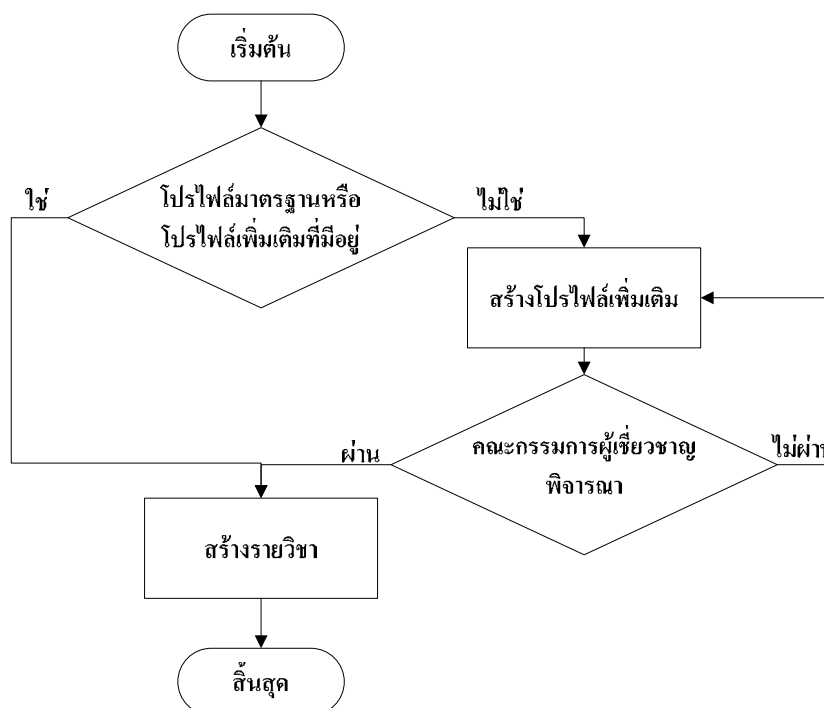 เริ่มต้น
โปรไฟล์มาตรฐานหรือ
โปรไฟล์เพิ่มเติมที่มีอยู่
ใช่
ไม่ใช่
สร้างโปรไฟล์เพิ่มเติม
คณะกรรมการผู้เชี่ยวชาญ
พิจารณา
ผ่าน
ไม่ผ่าน
สร้างรายวิชา
สิ้นสุด